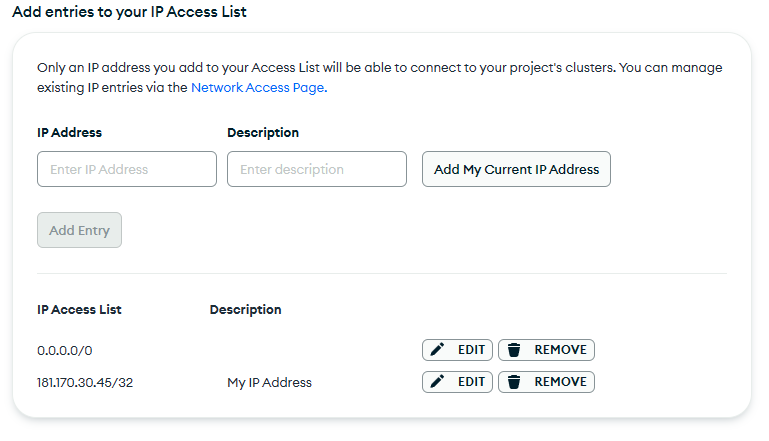 Add entries to your IP Access List
Only an IP address you add to your Access List will be able to connect to your project's clusters. You can manage
existing IP entries via the Network Access Page.
IP Address Description
Enter IP Address Enter description Add My Current IP Address
Add Entry
IP Access List Description
0.0.0.0/0 EDIT REMOVE
181.170.30.45/32 My IP Address EDIT REMOVE